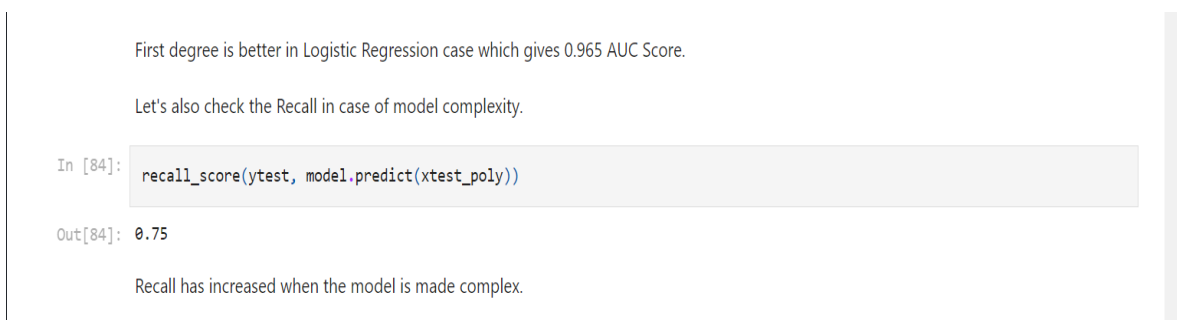 First degree is better in Logistic Regression case which gives 0.965 AUC Score.
Let's also check the Recall in case of model complexity.
In [84]: recall_score(ytest, model.predict(xtest_poly))
Out[84]: 0.75
Recall has increased when the model is made complex.